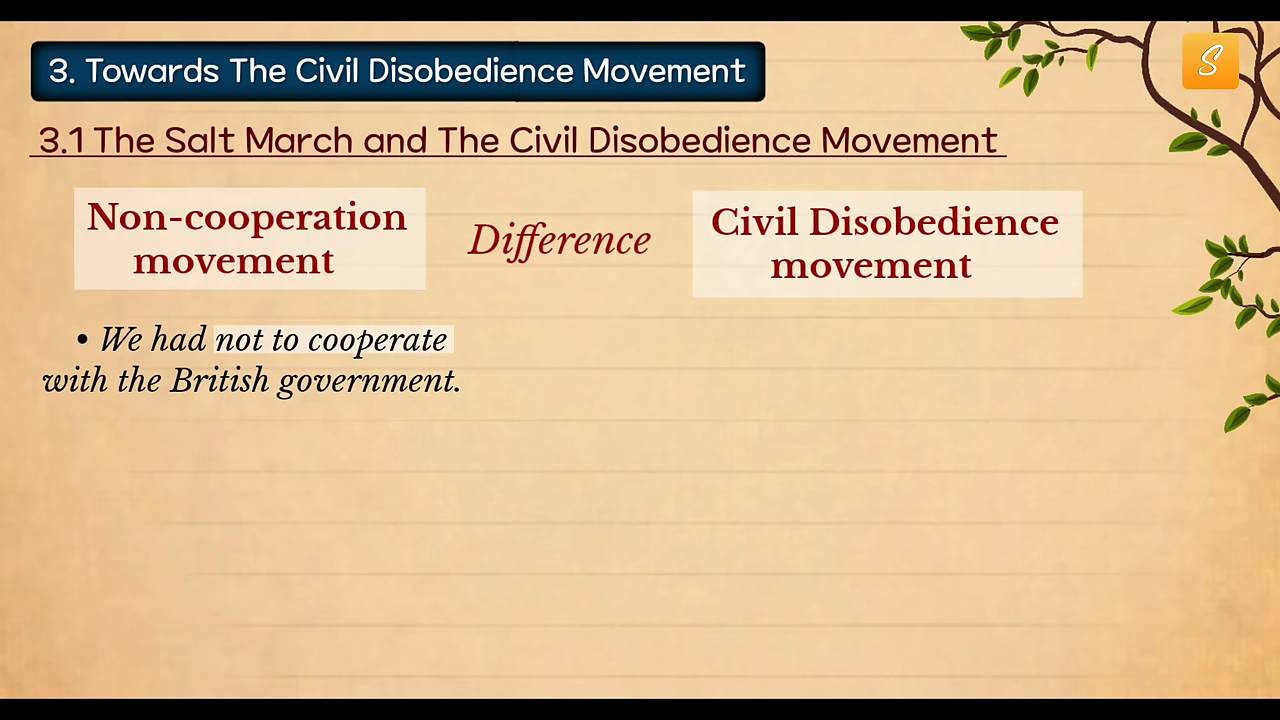 3. Towards The Civil Disobedience Movement
S
3.1 The Salt March and The Civil Disobedience Movement
Non-cooperation
movement
Difference
Civil Disobedience
movement
• We had not to cooperate
with the British government.